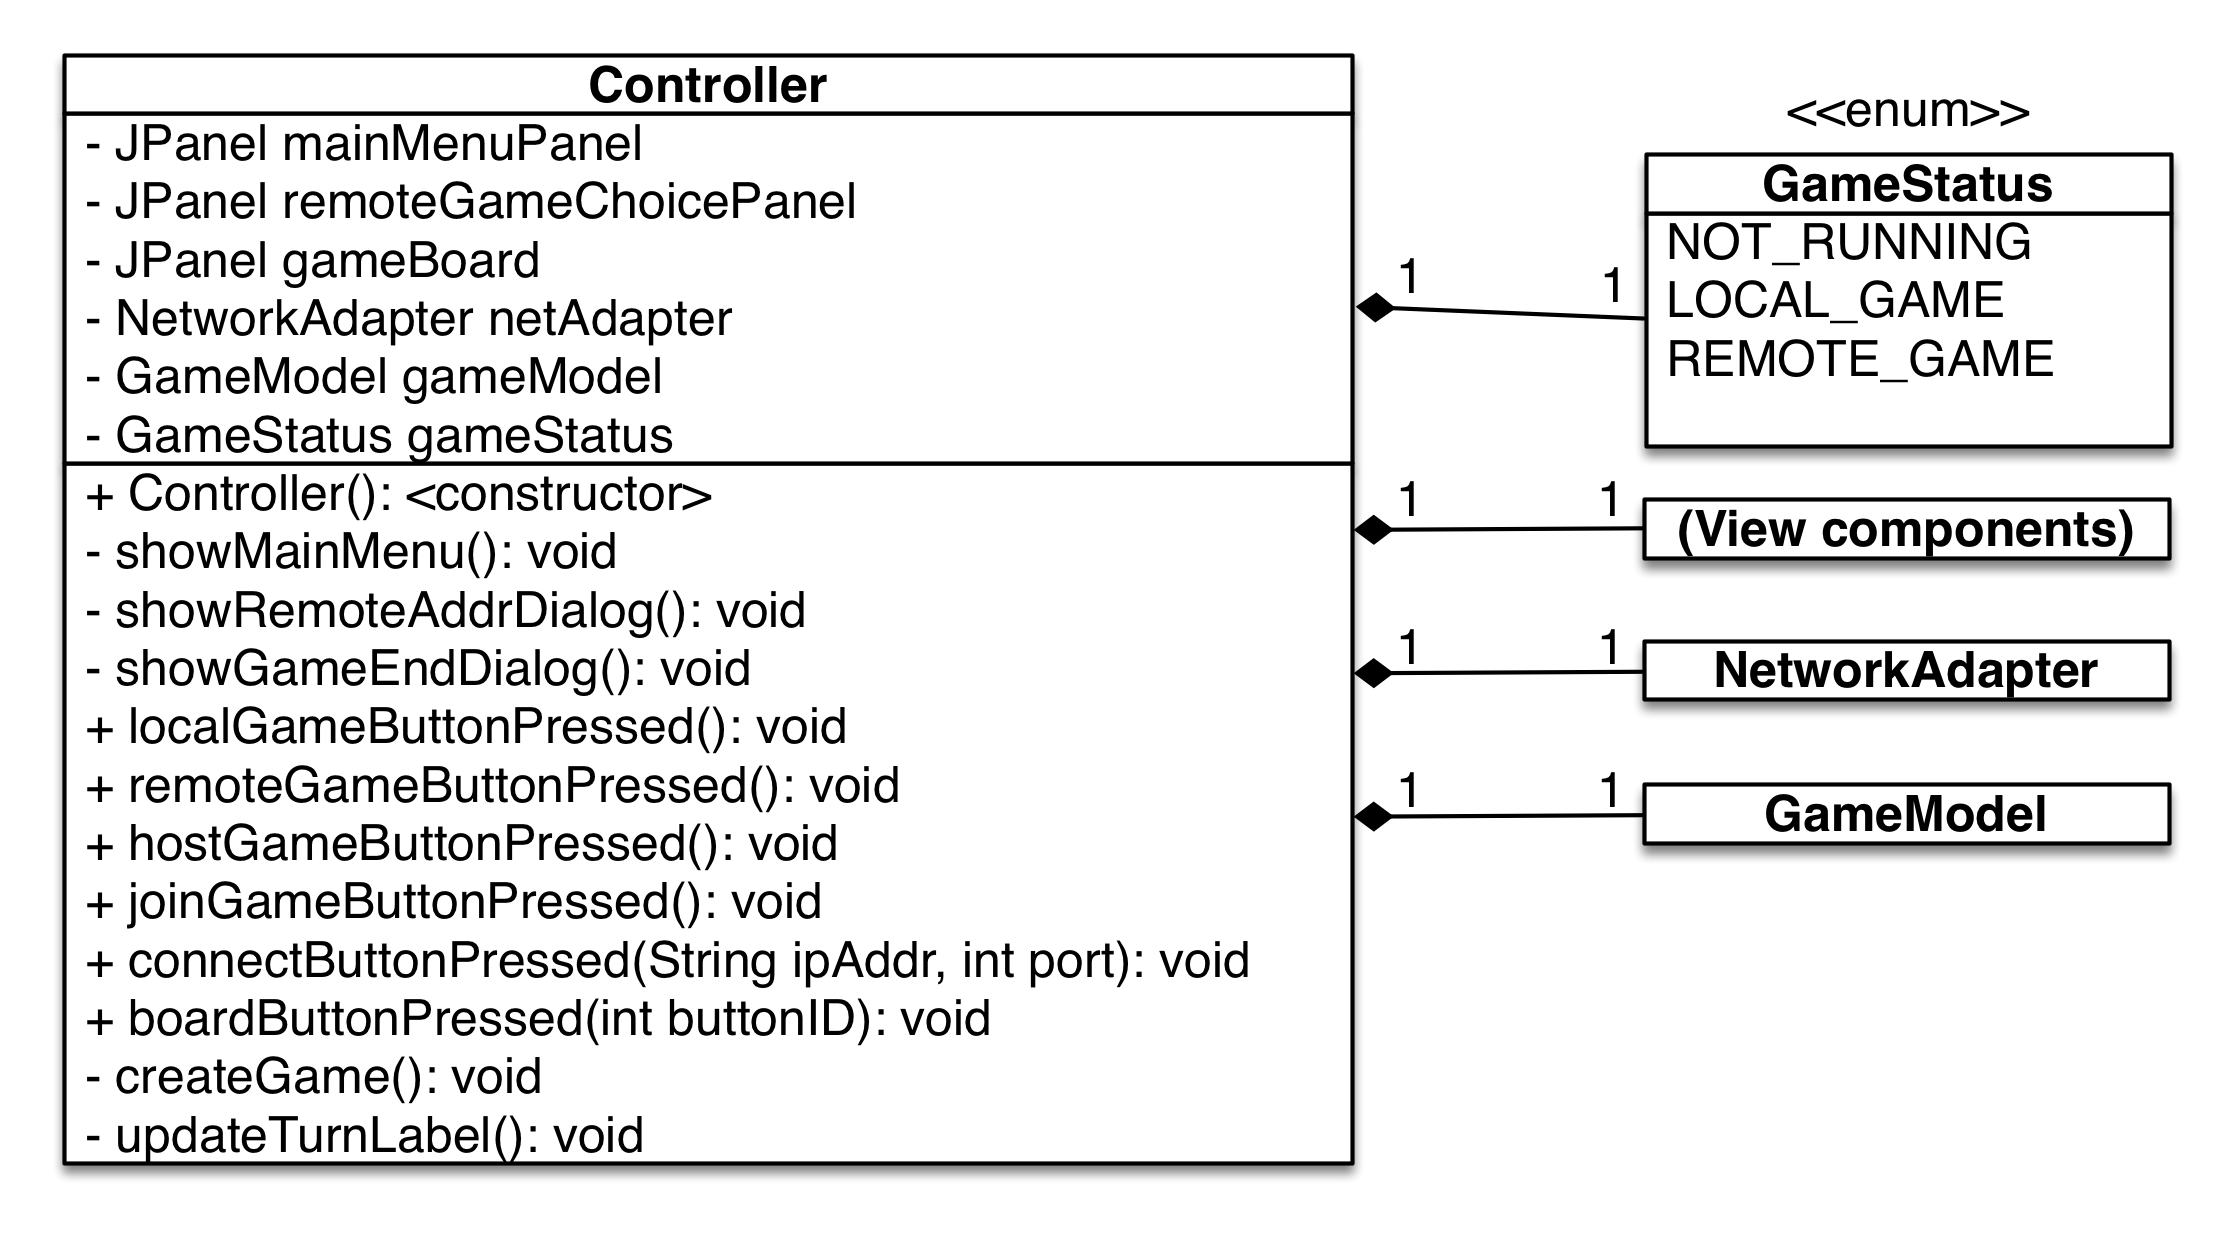 Controller
- JPanel mainMenuPanel
- JPanel remoteGameChoicePanel
- JPanel gameBoard
- NetworkAdapter netAdapter
- GameModel gameModel
- GameStatus gameStatus
+ Controller(): <constructor>
- showMainMenu(): void
- showRemoteAddrDialog(): void
- showGameEndDialog(): void
+ localGameButtonPressed(): void
+ remoteGameButtonPressed(): void
+ hostGameButtonPressed(): void
+ joinGameButtonPressed(): void
+ connectButtonPressed(String ipAddr, int port): void
+ boardButtonPressed(int buttonID): void
- createGame(): void
- updateTurnLabel(): void
<<enum>>
GameStatus
NOT_RUNNING
LOCAL_GAME
REMOTE_GAME
1 1
1 1
(View components)
1 1
NetworkAdapter
1 1
GameModel